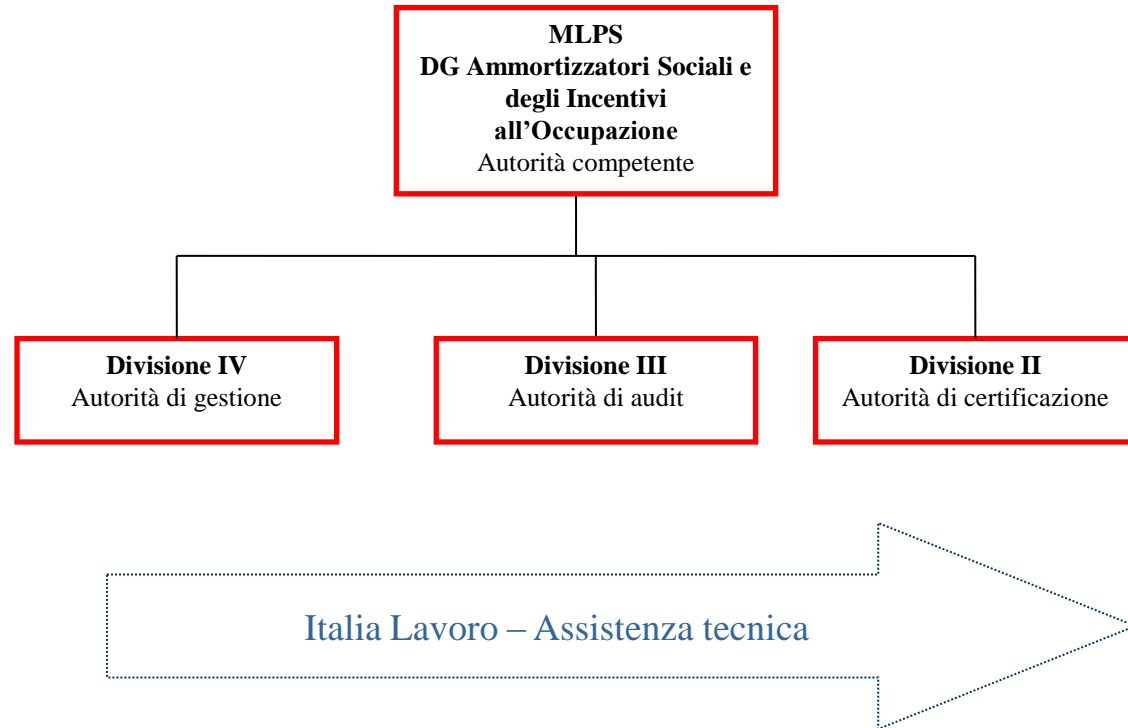 MLPS
DG Ammortizzatori Sociali e
degli Incentivi
all’Occupazione
Autorità competente
Divisione IV
Autorità di gestione
Divisione III
Autorità di audit
Divisione II
Autorità di certificazione
Italia Lavoro – Assistenza tecnica